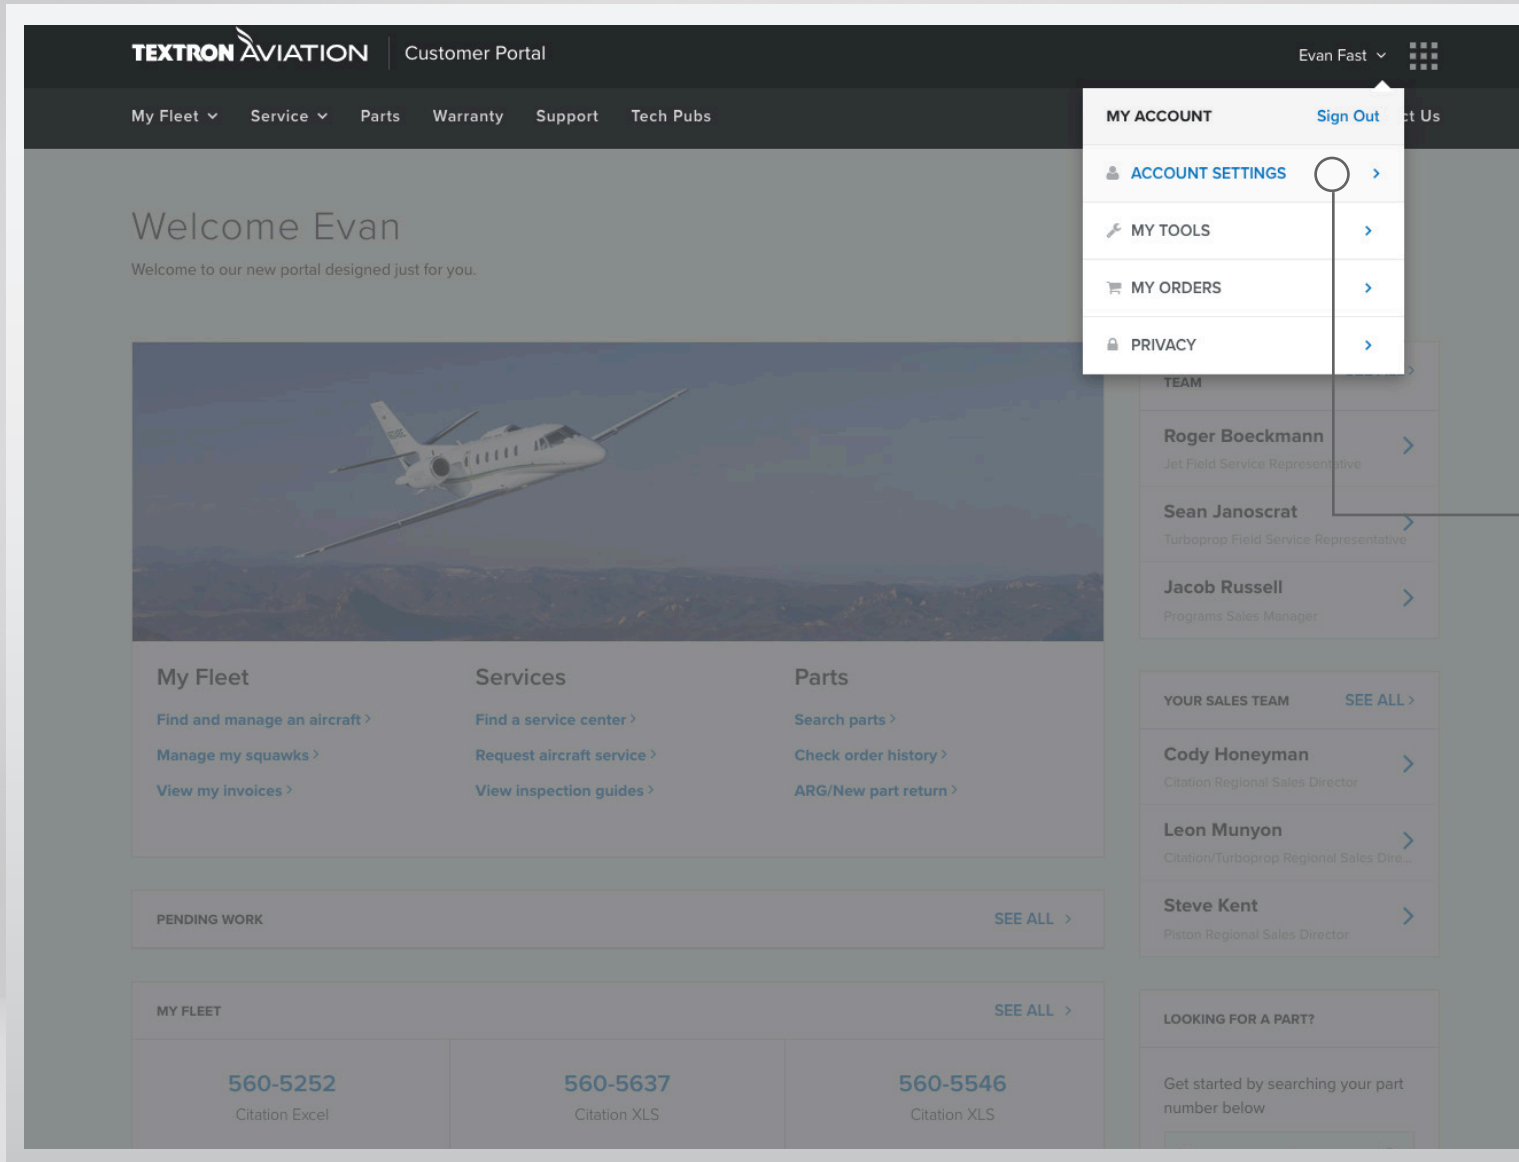 TEXTRON AVIATION Customer Portal
Evan Fast
My Fleet Service Parts Warranty Support Tech Pubs
ct Us
MY ACCOUNT Sign Out
ACCOUNT SETTINGS
MY TOOLS
MY ORDERS
PRIVACY
Welcome Evan
Welcome to our new portal designed just for you.
My Fleet
Find and manage an aircraft >
Manage my squawks >
View my invoices >
Services
Find a service center >
Request aircraft service >
View inspection guides >
Parts
Search parts >
Check order history >
ARG/New part return >
PENDING WORK SEE ALL >
MY FLEET SEE ALL >
560-5252
Citation Excel
560-5637
Citation XLS
560-5546
Citation XLS
TEAM
Roger Boeckmann
Jet Field Service Representative
Sean Janoscrat
Turboprop Field Service Representative
Jacob Russell
Programs Sales Manager
YOUR SALES TEAM SEE ALL >
Cody Honeyman
Citation Regional Sales Director
Leon Munyon
Citation/Turboprop Regional Sales Dire...
Steve Kent
Piston Regional Sales Director
LOOKING FOR A PART?
Get started by searching your part
number below